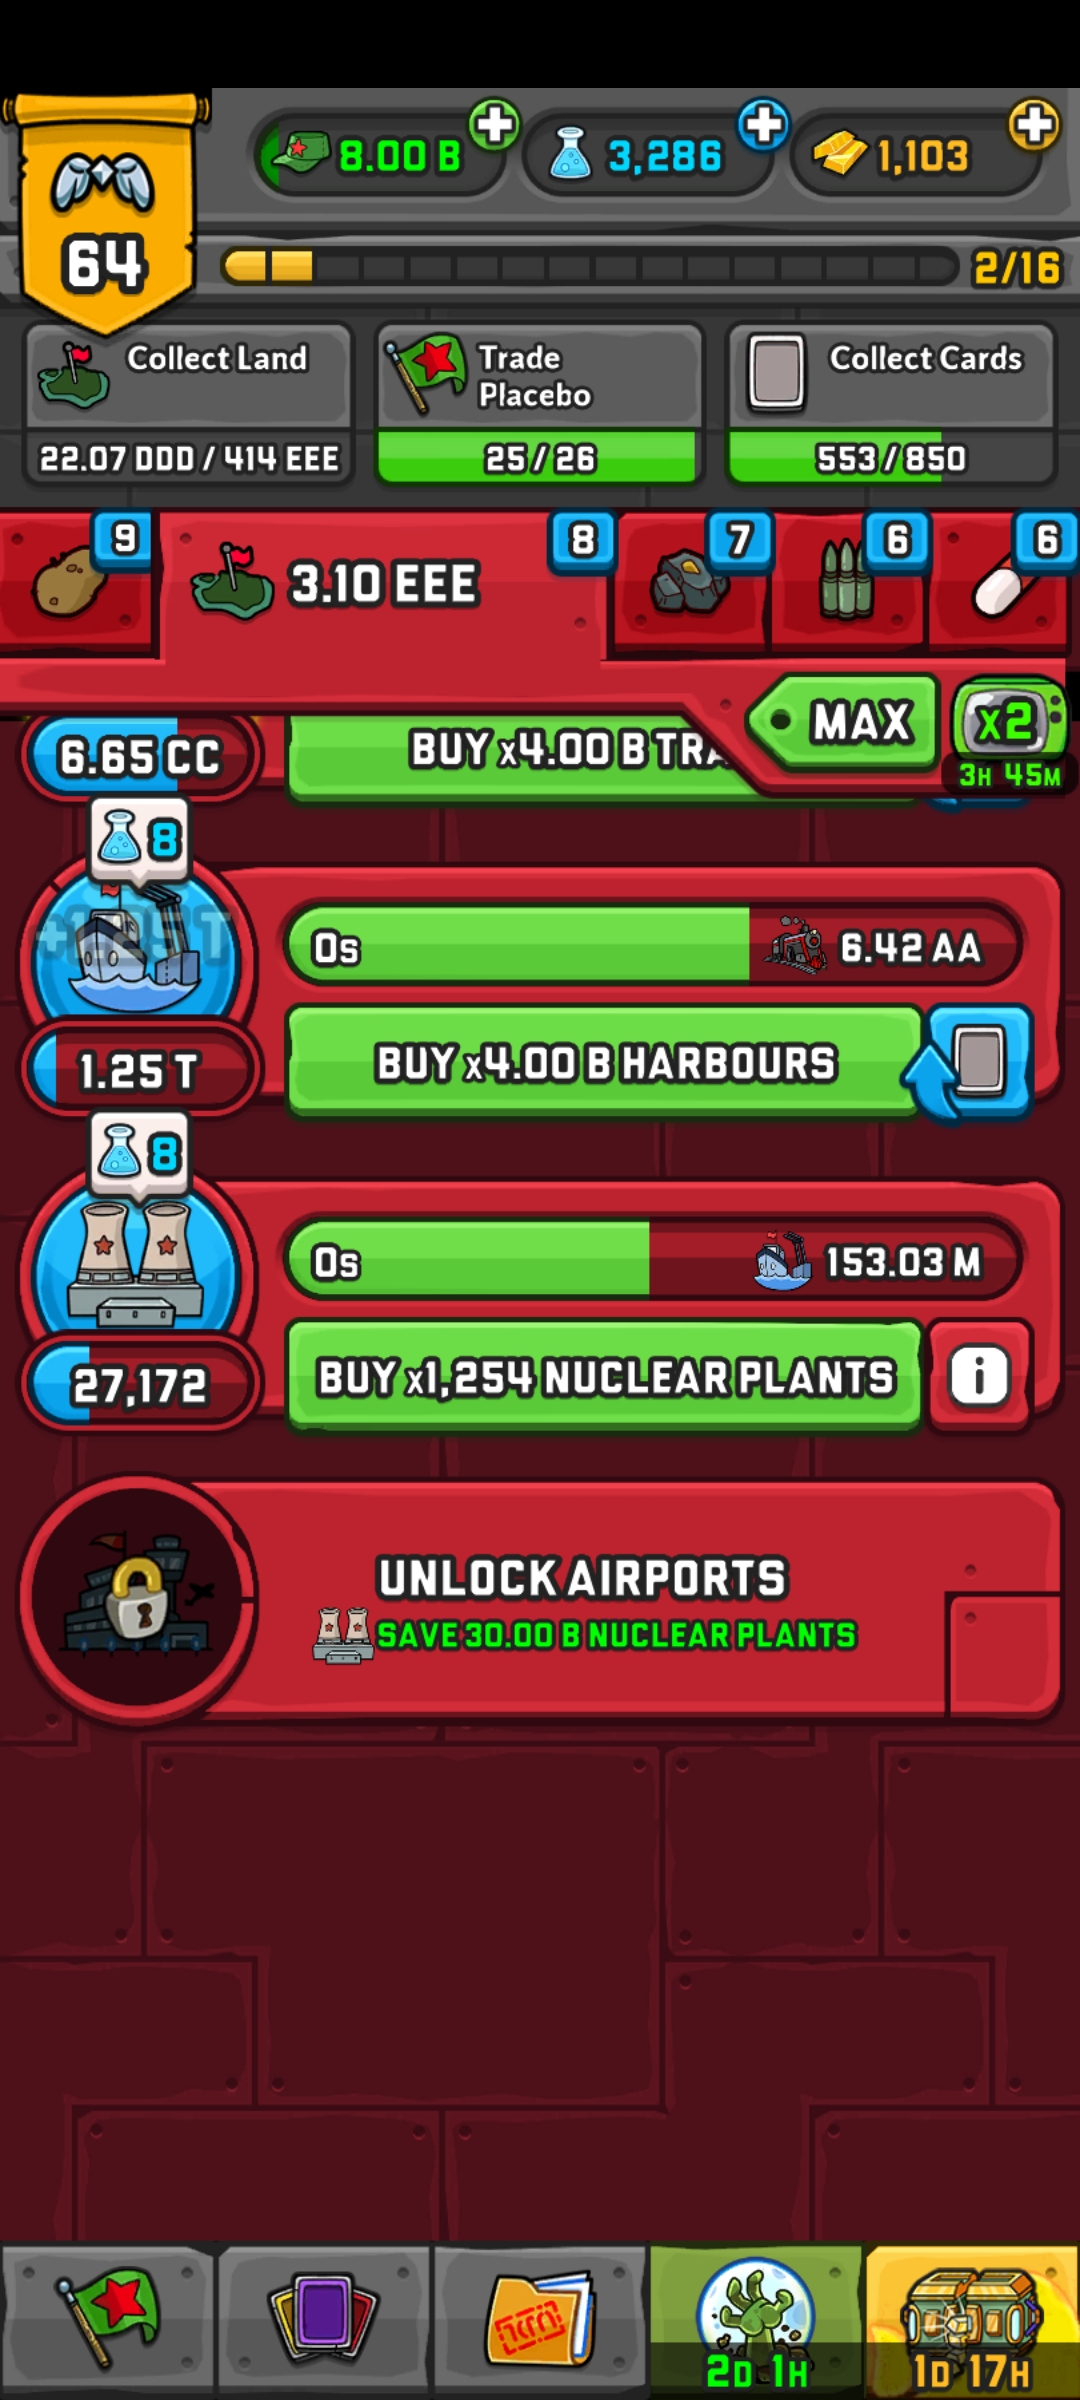 8.00 B
3,286
1,103
64
2/16
Collect Land
22.07 DDD / 414 EEE
Trade
Placebo
25/26
Collect Cards
553/850
9
3.10 EEE
8
7
6
6
MAX
x2
3H 45M
6.65 CC
BUY x4.00 B TRA
8
+1.25 T
0s
6.42 AA
1.25 T
BUY x4.00 B HARBOURS
8
0s
153.03 M
27,172
BUY x1,254 NUCLEAR PLANTS
i
UNLOCK AIRPORTS
SAVE 30.00 B NUCLEAR PLANTS
2D 1H
1D 17H